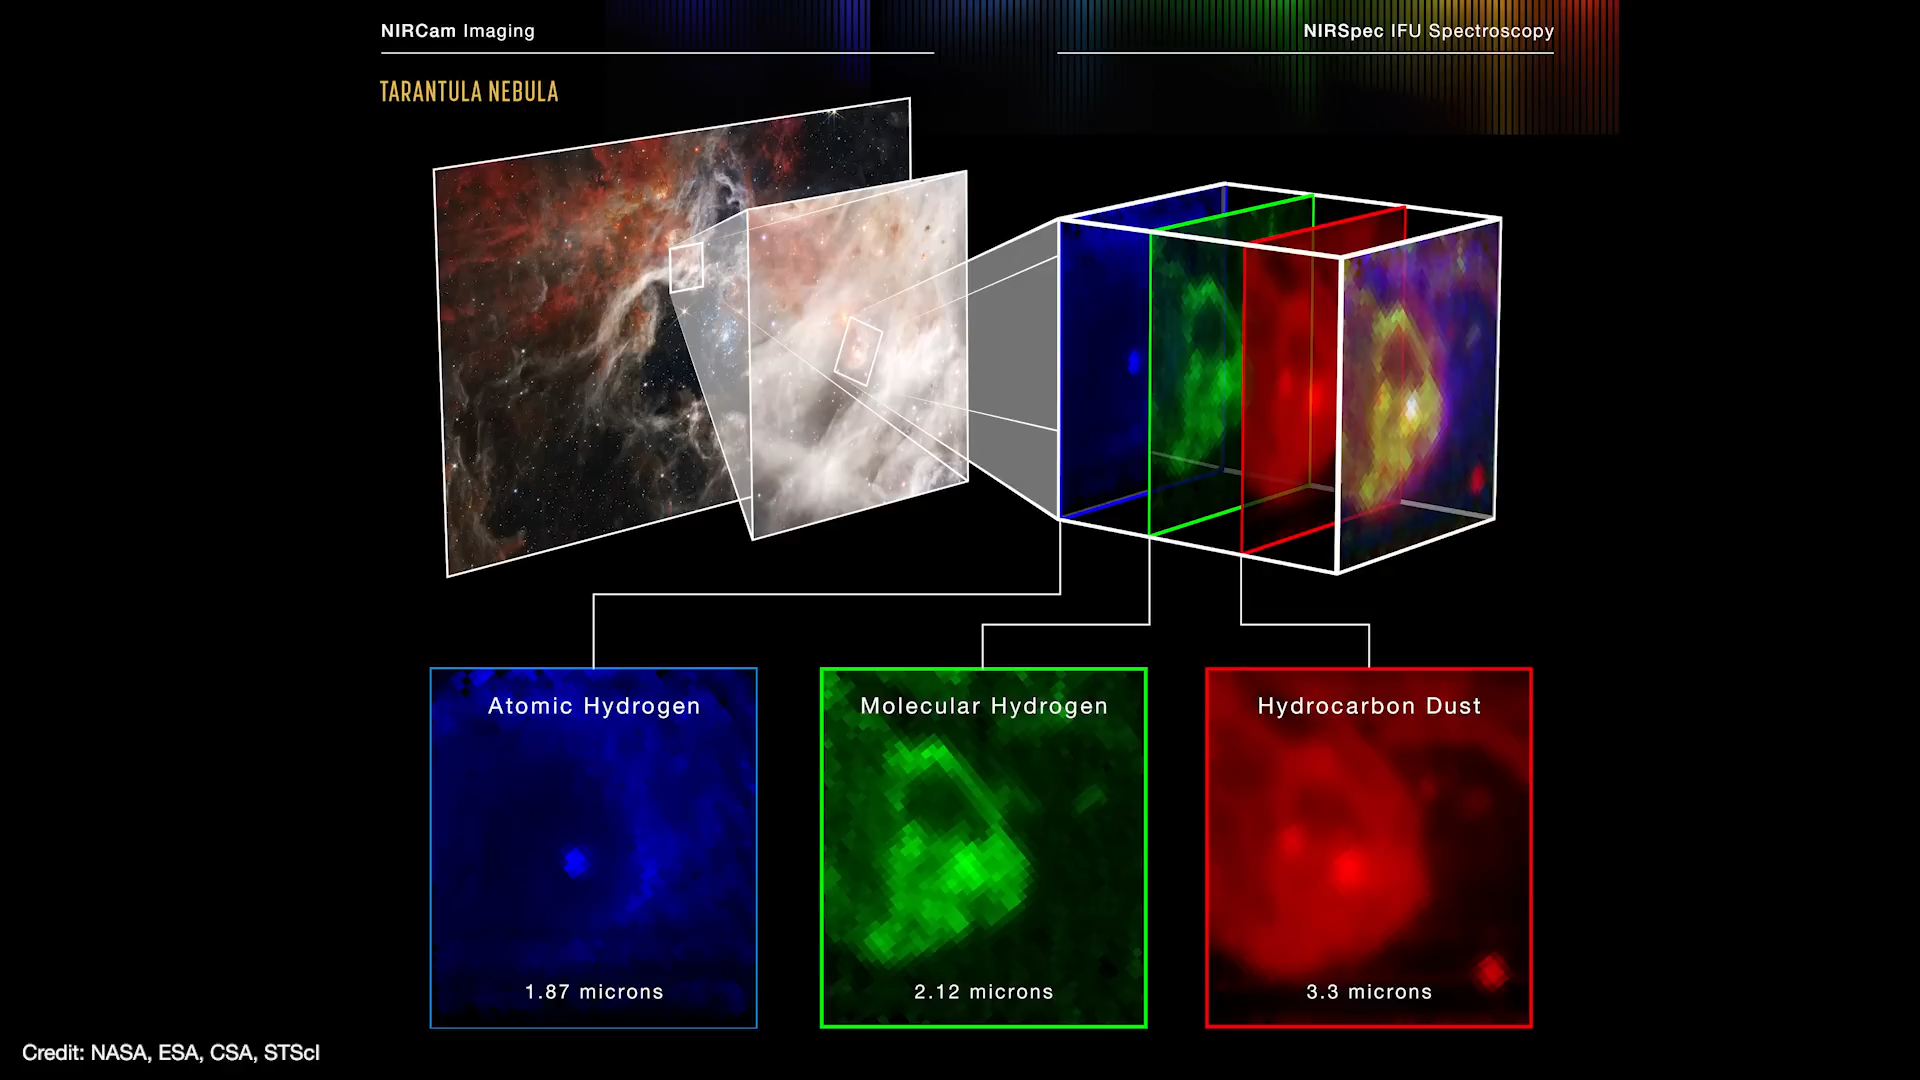 NIRCam Imaging
NIRSpec IFU Spectroscopy
TARANTULA NEBULA
Atomic Hydrogen
Molecular Hydrogen
Hydrocarbon Dust
1.87 microns
2.12 microns
3.3 microns
Credit: NASA, ESA, CSA, STScI